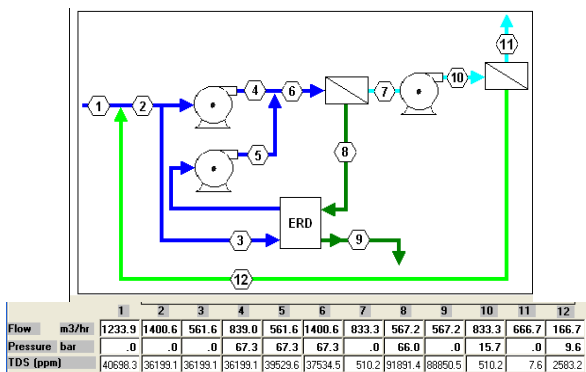 11
4
6
7
10
1
2
5
8
ERD
3
9
12
1 2 3 4 5 6 7 8 9 10 11 12
Flow m3/hr 1233.9 1400.6 561.6 839.0 561.6 1400.6 833.3 567.2 567.2 833.3 666.7 166.7
Pressure bar .0 .0 .0 67.3 67.3 67.3 .0 66.0 .0 15.7 .0 9.6
TDS (ppm) 40698.3 36199.1 36199.1 36199.1 39529.6 37534.5 510.2 91891.4 88850.5 510.2 7.6 2583.2